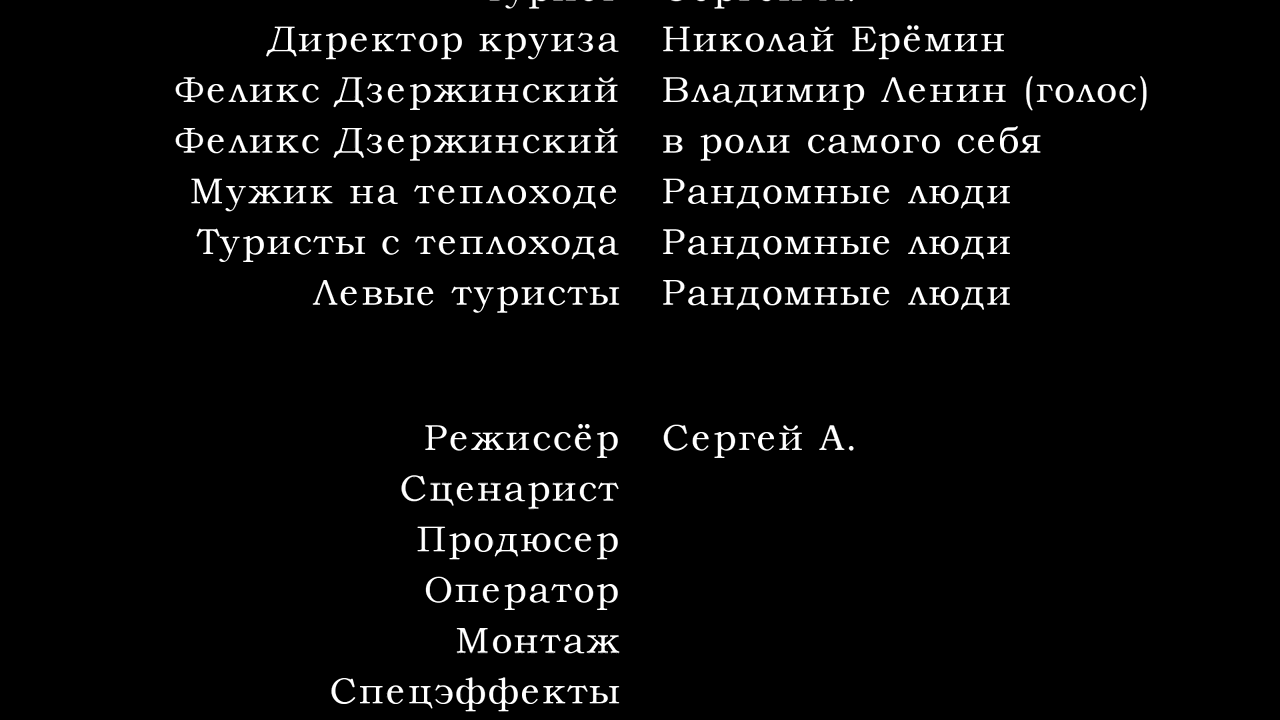 Директор круиза Николай Ерёмин
Феликс Дзержинский Владимир Ленин (голос)
Феликс Дзержинский в роли самого себя
Мужик на теплоходе Рандомные люди
Туристы с теплохода Рандомные люди
Левые туристы Рандомные люди
Режиссёр Сергей А.
Сценарист
Продюсер
Оператор
Монтаж
Спецэффекты